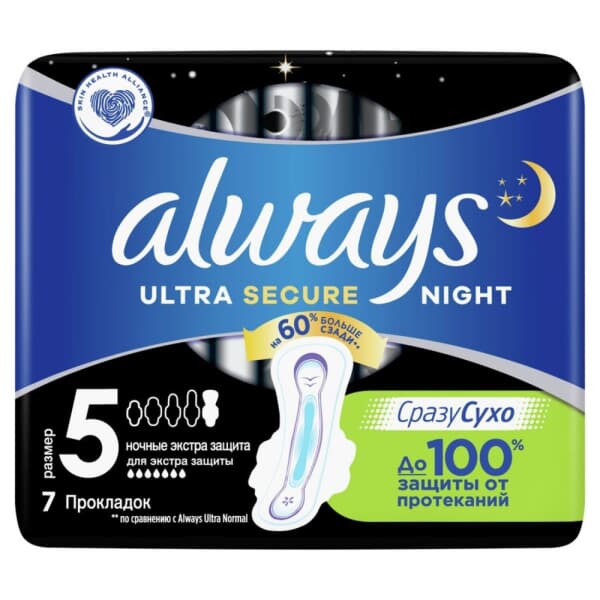 SKIN HEALTH ALLIANCE®
always
ULTRA SECURE NIGHT
на 60% БОЛЬШЕ СЗАДИ**
размер 5
ночные экстра защита
для экстра защиты
7 Прокладок
** по сравнению с Always Ultra Normal
СразуСухо
До 100%
защиты от
протеканий